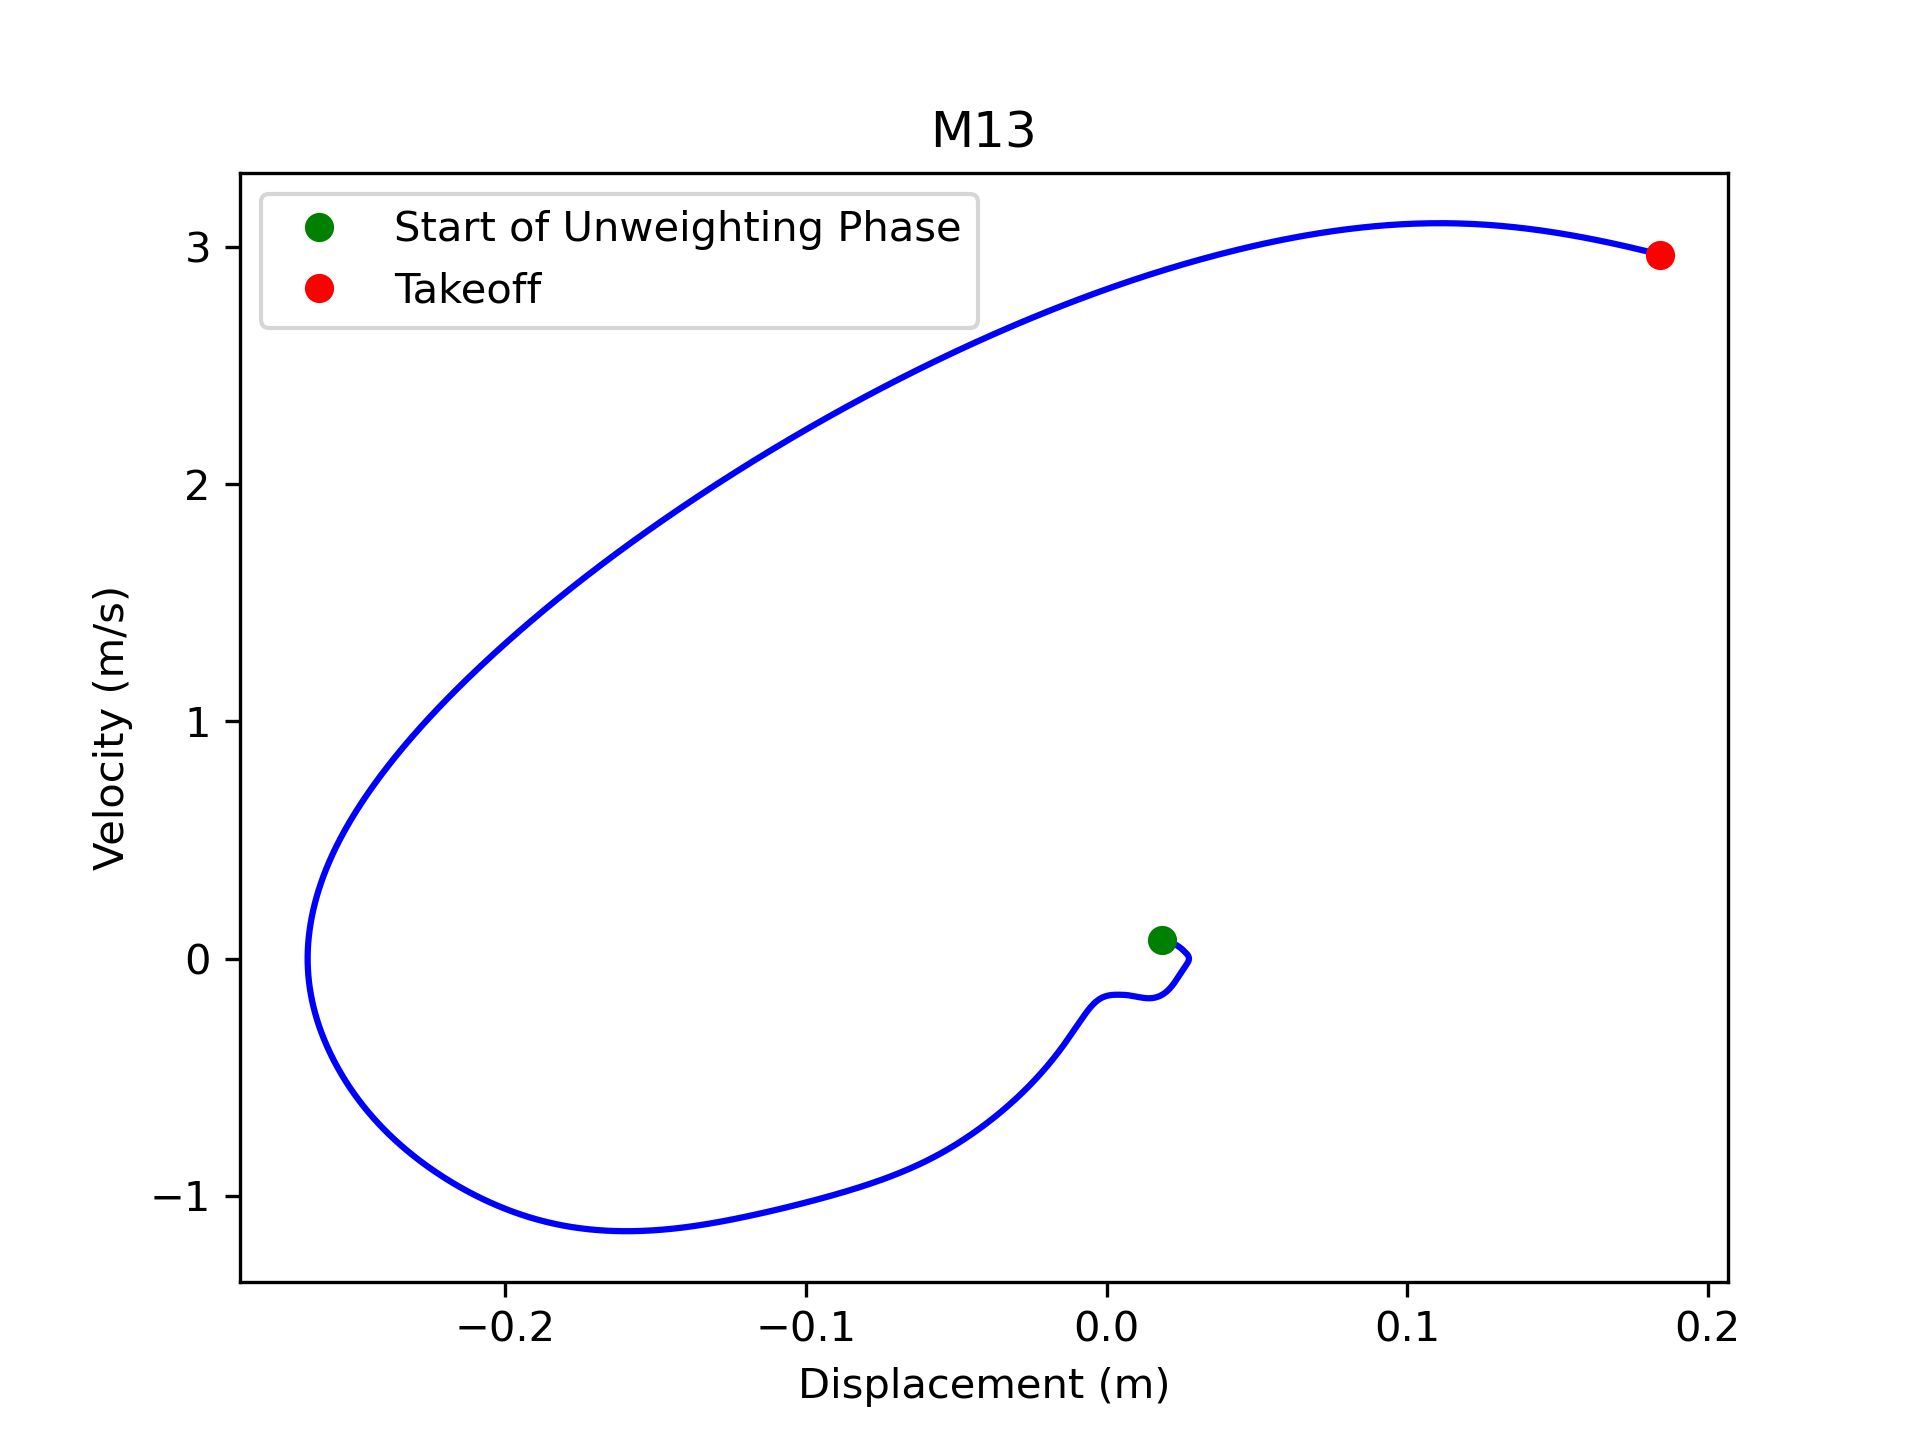 M13
Start of Unweighting Phase
Takeoff
3
2
1
0
−1
Velocity (m/s)
−0.2 −0.1 0.0 0.1 0.2
Displacement (m)